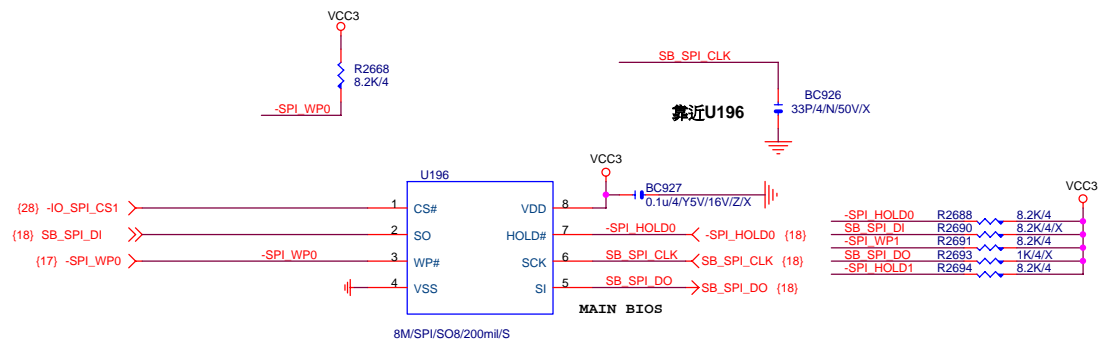 VCC3
R2668
8.2K/4
-SPI_WP0
SB_SPI_CLK
BC926
33P/4/N/50V/X
靠近U196
U196
VCC3
BC927
0.1u/4/Y5V/16V/Z/X
{28} -IO_SPI_CS1
1 CS#
VDD 8
{18} SB_SPI_DI
2 SO
HOLD# 7
-SPI_HOLD0
-SPI_HOLD0 {18}
{17} -SPI_WP0
-SPI_WP0
3 WP#
SCK 6
SB_SPI_CLK
SB_SPI_CLK {18}
4 VSS
SI 5
SB_SPI_DO
SB_SPI_DO {18}
MAIN BIOS
8M/SPI/SO8/200mil/S
VCC3
-SPI_HOLD0 R2688 8.2K/4
SB_SPI_DI R2690 8.2K/4/X
-SPI_WP1 R2691 8.2K/4
SB_SPI_DO R2693 1K/4/X
-SPI_HOLD1 R2694 8.2K/4